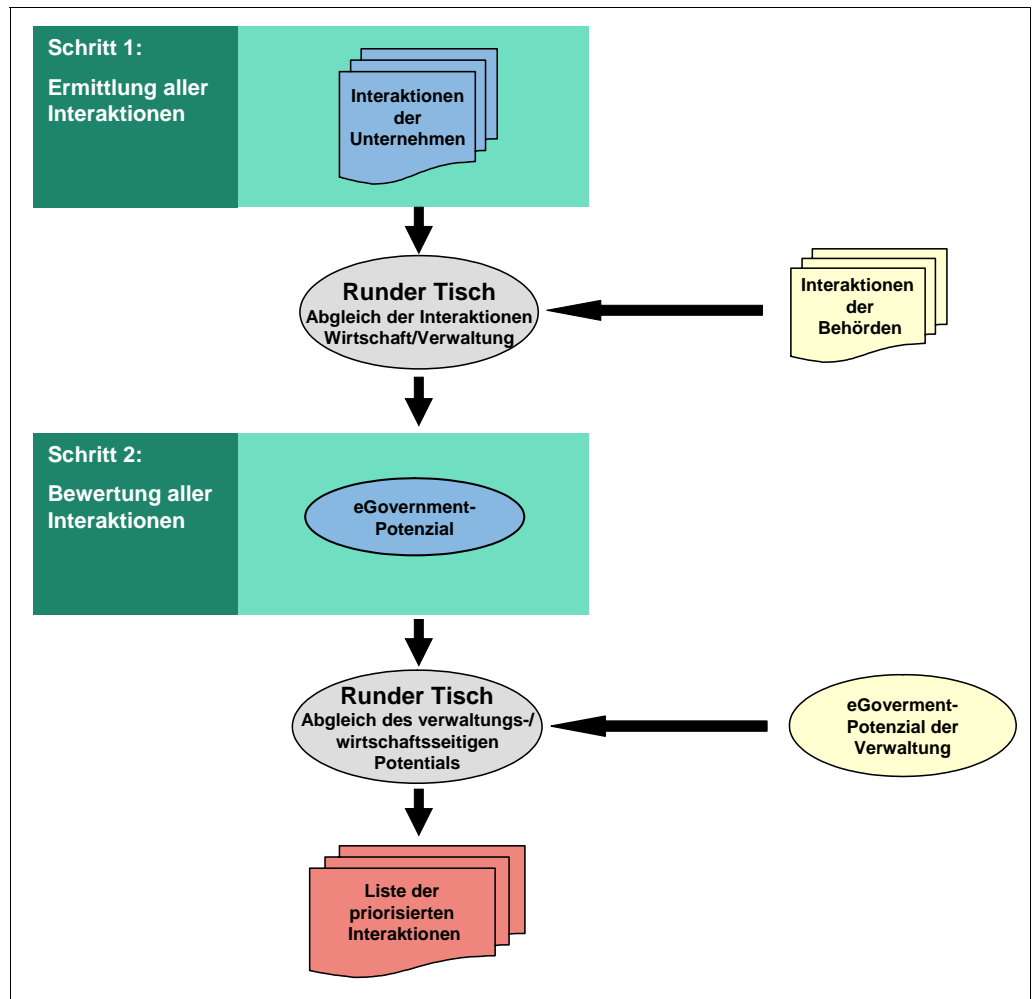 Schritt 1:
Ermittlung aller
Interaktionen
Interaktionen
der
Unternehmen
Runder Tisch
Abgleich der Interaktionen
Wirtschaft/Verwaltung
Interaktionen
der
Behörden
Schritt 2:
Bewertung aller
Interaktionen
eGovernment-
Potenzial
Runder Tisch
Abgleich des verwaltungs-/
wirtschaftsseitigen
Potentials
eGoverment-
Potenzial der
Verwaltung
Liste der
priorisierten
Interaktionen